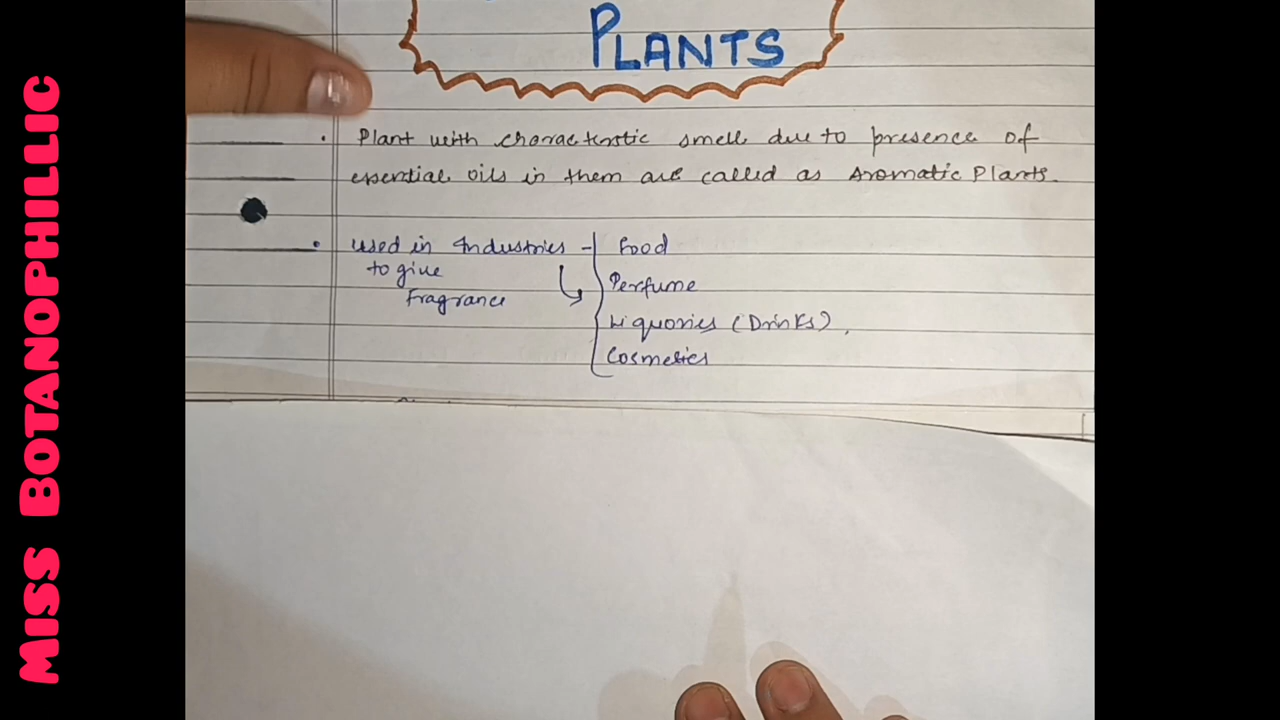 PLANTS
• Plant with characteristic smell due to presence of
essential oils in them are called as Aromatic Plants.
• Used in Industries - Food
to give
Fragrance
Perfume
Liquories (Drinks),
Cosmetics
MISS BOTANOPHILLIC